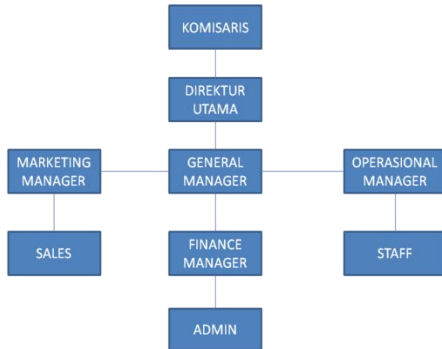 KOMISARIS
DIREKTUR
UTAMA
MARKETING
MANAGER
GENERAL
MANAGER
OPERASIONAL
MANAGER
SALES
FINANCE
MANAGER
STAFF
ADMIN